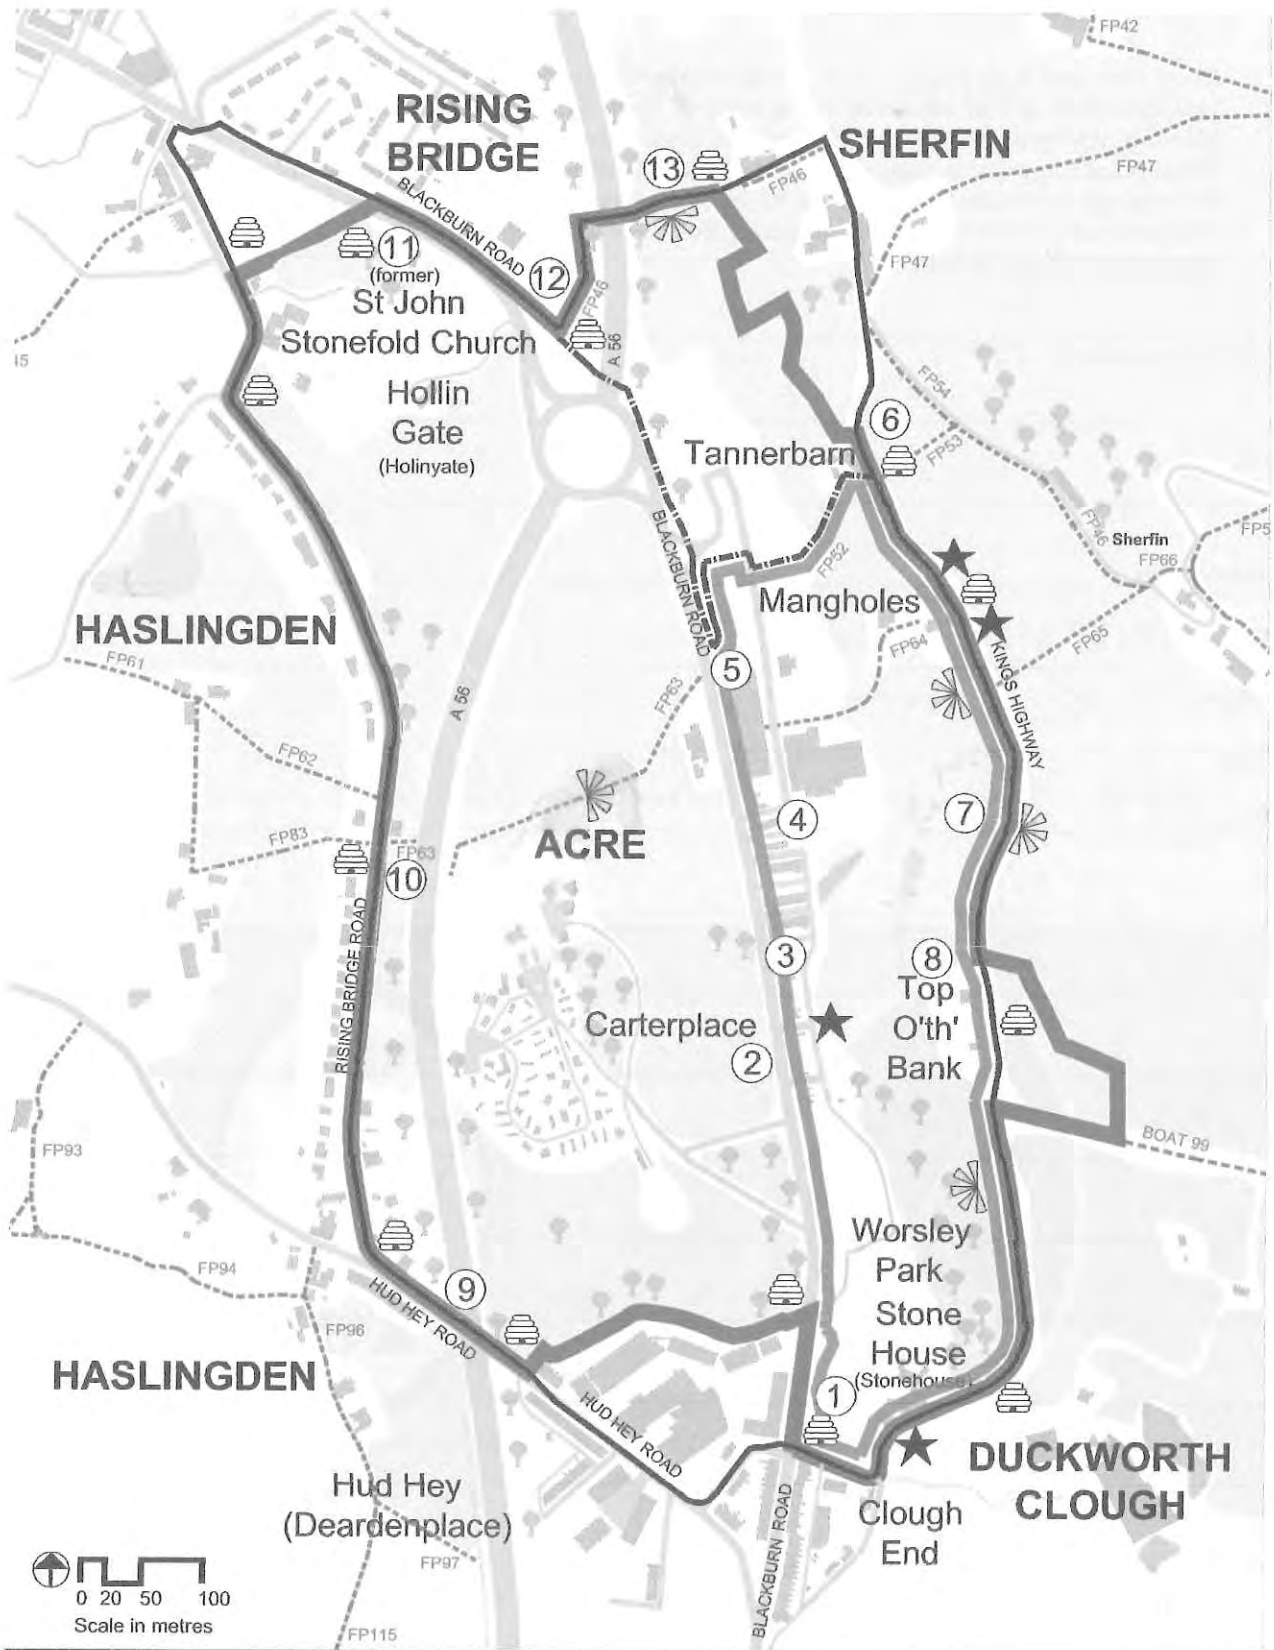 FP42
RISING
BRIDGE
SHERFIN
13
FP46
FP47
FP47
BLACKBURN ROAD
11
(former)
12
FP46
St John
Stonefold Church
A 56
Hollin
Gate
(Holinyate)
FP54
6
FP53
Tannerbarn
BLACKBURN ROAD
FP52
FP46
Sherfin
FP66
Mangholes
FP64
FP65
KINGS HIGHWAY
HASLINGDEN
FP61
FP62
A 56
FP63
5
4
7
ACRE
FP83
FP63
10
RISING BRIDGE ROAD
3
8
Top
O'th'
Bank
Carterplace
2
BOAT 99
FP93
FP94
FP96
9
HUD HEY ROAD
Worsley
Park
Stone
House
(Stonehouse)
1
HASLINGDEN
HUD HEY ROAD
DUCKWORTH
CLOUGH
Clough
End
BLACKBURN ROAD
Hud Hey
(Deardenplace)
FP97
0 20 50 100
Scale in metres
FP115